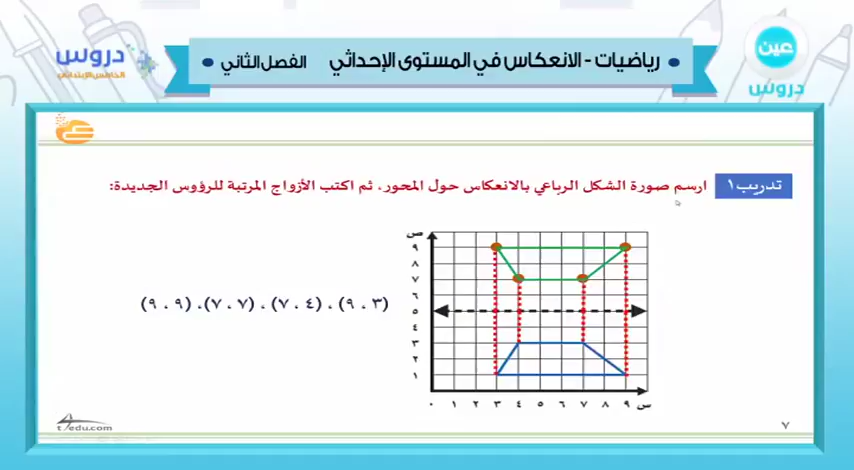 عين
دروس
رياضيات - الانعكاس في المستوى الإحداثي الفصل الثاني
دروس
الخامس الإبتدائي
تدريب ١ ارسم صورة الشكل الرباعي بالانعكاس حول المحور، ثم اكتب الأزواج المرتبة للرؤوس الجديدة:
(٣ ، ٩) ، (٤ ، ٧) ، (٧ ، ٧)، (٩ ، ٩)
ص
٩
٨
٧
٦
٥
٤
٣
٢
١
٠ ١ ٢ ٣ ٤ ٥ ٦ ٧ ٨ ٩ س
t4edu.com
٧